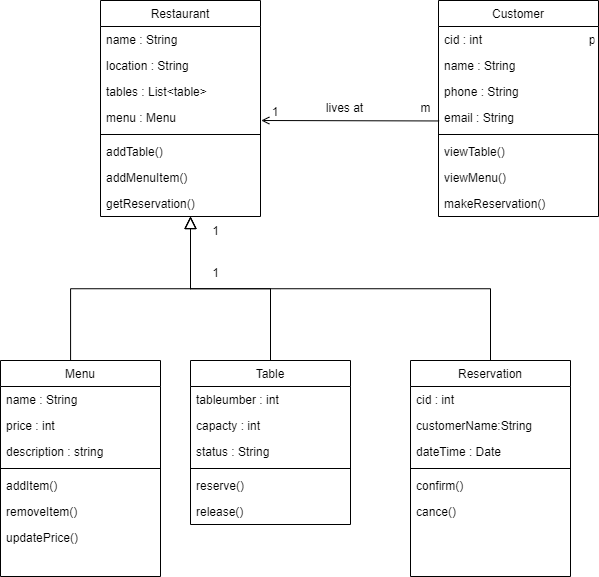 Restaurant
name : String
location : String
tables : List<table>
menu : Menu
addTable()
addMenuItem()
getReservation()
Customer
cid : int
p
name : String
phone : String
email : String
viewTable()
viewMenu()
makeReservation()
1
lives at
m
1
1
Menu
name : String
price : int
description : string
addItem()
removeItem()
updatePrice()
Table
tableumber : int
capacty : int
status : String
reserve()
release()
Reservation
cid : int
customerName:String
dateTime : Date
confirm()
cance()